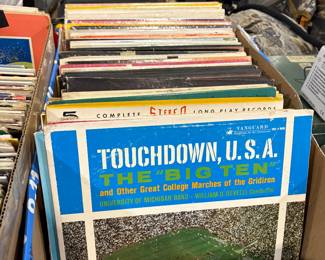 5 COMPLETE STEREO LONG PLAY RECORDS
VANGUARD
TOUCHDOWN, U.S.A.
THE "BIG TEN"
and Other Great College Marches of the Gridiron
UNIVERSITY OF MICHIGAN BAND • WILLIAM D. REVELLI, Conductor